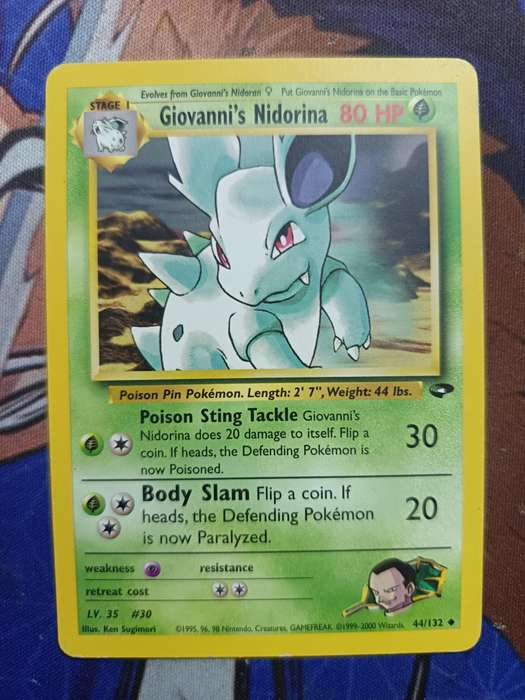 Evolves from Giovanni's Nidoran ♀ Put Giovanni's Nidorina on the Basic Pokémon
STAGE 1
Giovanni's Nidorina 80 HP
Poison Pin Pokémon. Length: 2' 7", Weight: 44 lbs.
Poison Sting Tackle Giovanni's
Nidorina does 20 damage to itself. Flip a
coin. If heads, the Defending Pokémon is
now Poisoned.
30
Body Slam Flip a coin. If
heads, the Defending Pokémon
is now Paralyzed.
20
weakness resistance
retreat cost
LV. 35 #30
Illus. Ken Sugimori ©1995, 96, 98 Nintendo, Creatures, GAMEFREAK. ©1999-2000 Wizards. 44/132 ◆